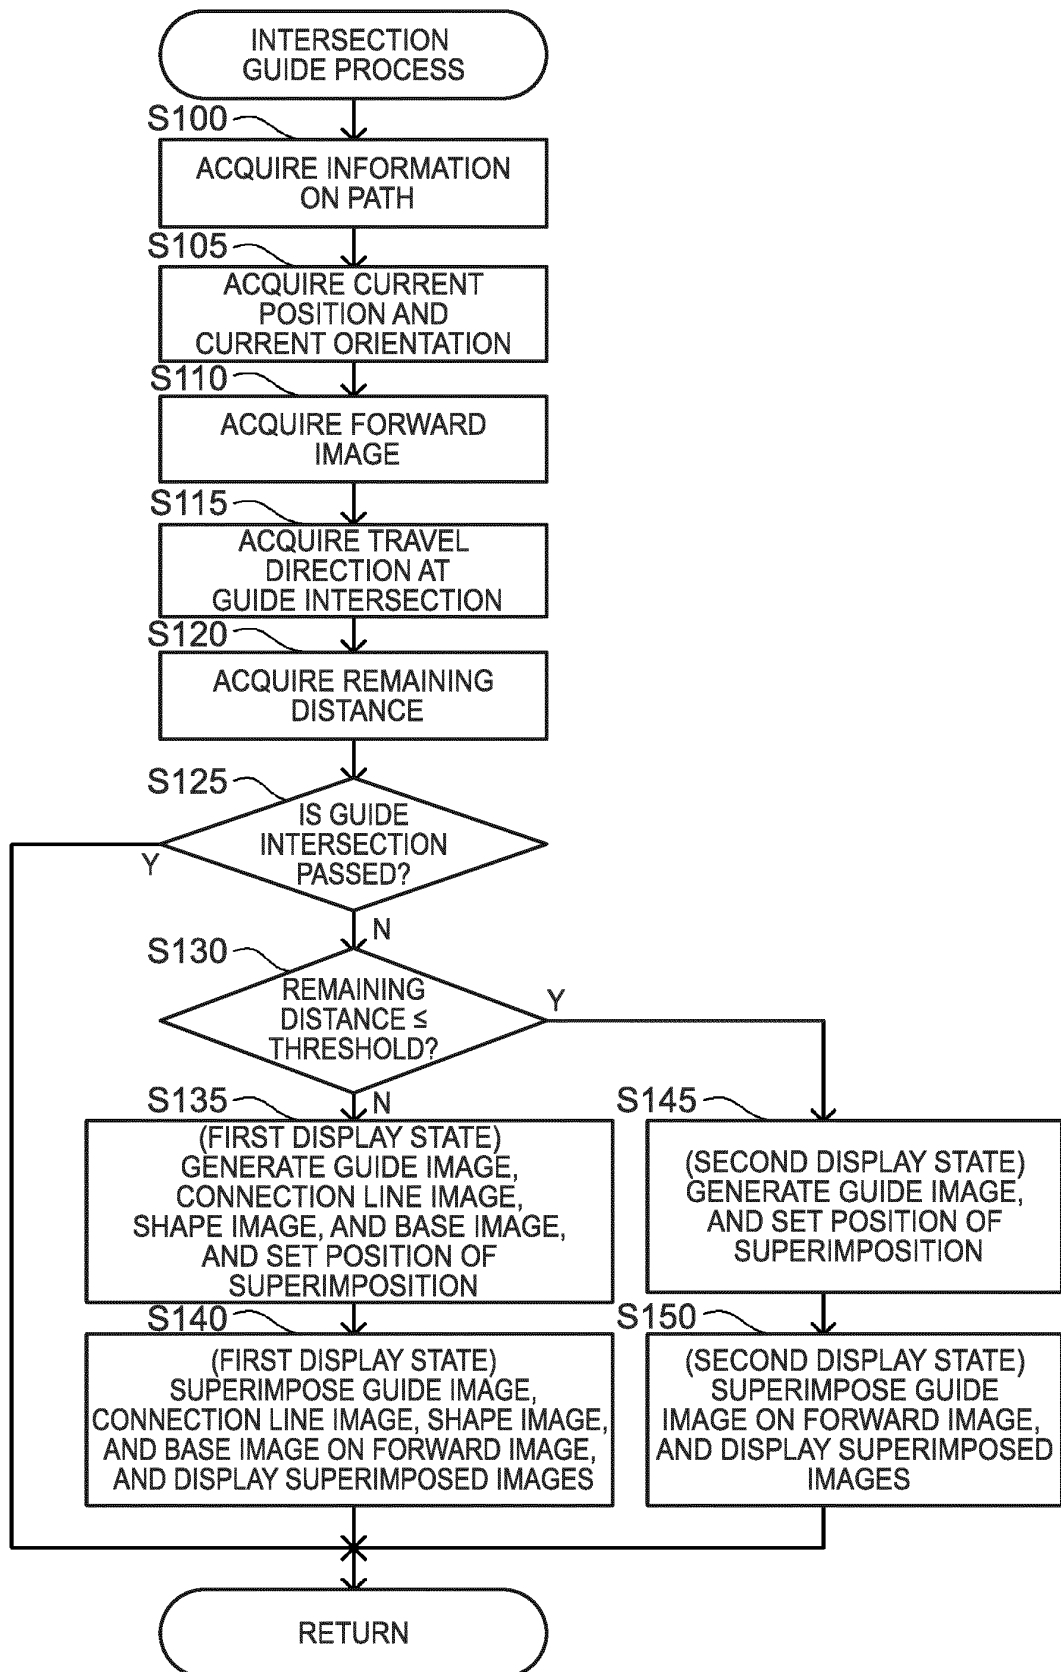 INTERSECTION
GUIDE PROCESS
S100
ACQUIRE INFORMATION
ON PATH
S105
ACQUIRE CURRENT
POSITION AND
CURRENT ORIENTATION
S110
ACQUIRE FORWARD
IMAGE
S115
ACQUIRE TRAVEL
DIRECTION AT
GUIDE INTERSECTION
S120
ACQUIRE REMAINING
DISTANCE
S125
IS GUIDE
INTERSECTION
PASSED?
Y
N
S130
REMAINING
DISTANCE ≤
THRESHOLD?
Y
N
S135
(FIRST DISPLAY STATE)
GENERATE GUIDE IMAGE,
CONNECTION LINE IMAGE,
SHAPE IMAGE, AND BASE IMAGE,
AND SET POSITION OF
SUPERIMPOSITION
S140
(FIRST DISPLAY STATE)
SUPERIMPOSE GUIDE IMAGE,
CONNECTION LINE IMAGE, SHAPE IMAGE,
AND BASE IMAGE ON FORWARD IMAGE,
AND DISPLAY SUPERIMPOSED IMAGES
S145
(SECOND DISPLAY STATE)
GENERATE GUIDE IMAGE,
AND SET POSITION OF
SUPERIMPOSITION
S150
(SECOND DISPLAY STATE)
SUPERIMPOSE GUIDE
IMAGE ON FORWARD IMAGE,
AND DISPLAY SUPERIMPOSED
IMAGES
RETURN